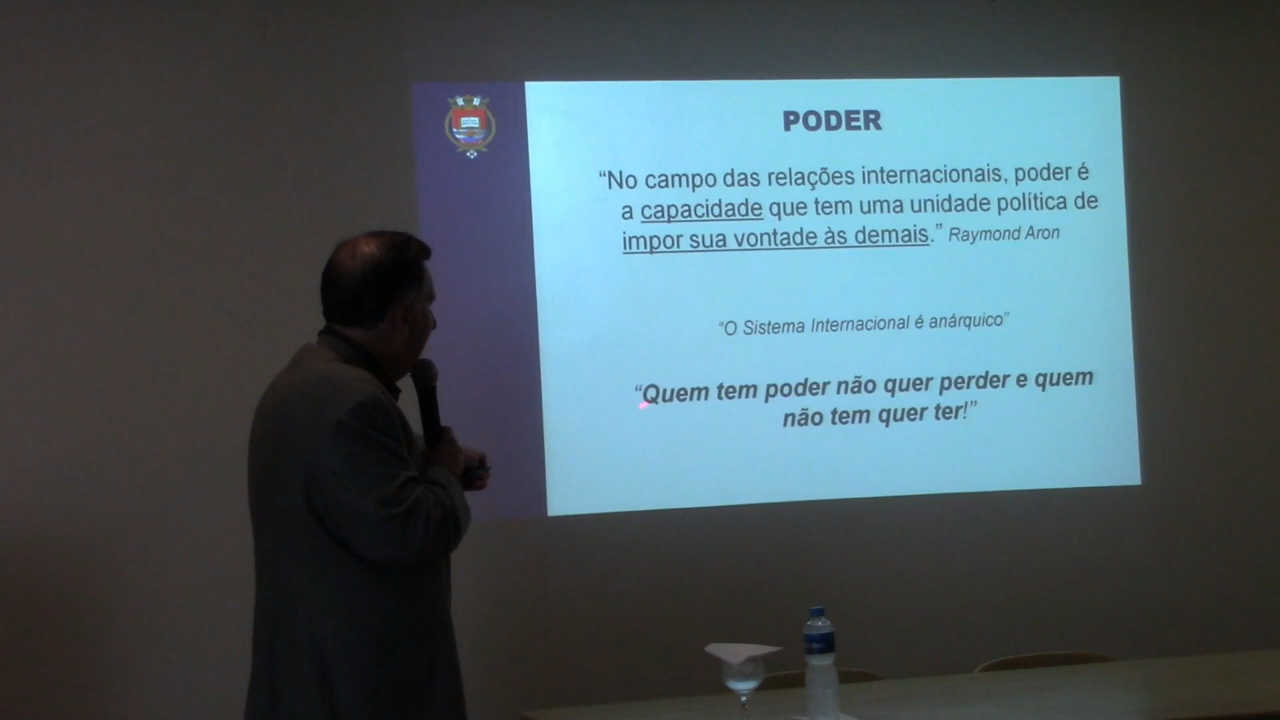 PODER
“No campo das relações internacionais, poder é
a capacidade que tem uma unidade política de
impor sua vontade às demais.” Raymond Aron
“O Sistema Internacional é anárquico”
“Quem tem poder não quer perder e quem
não tem quer ter!”